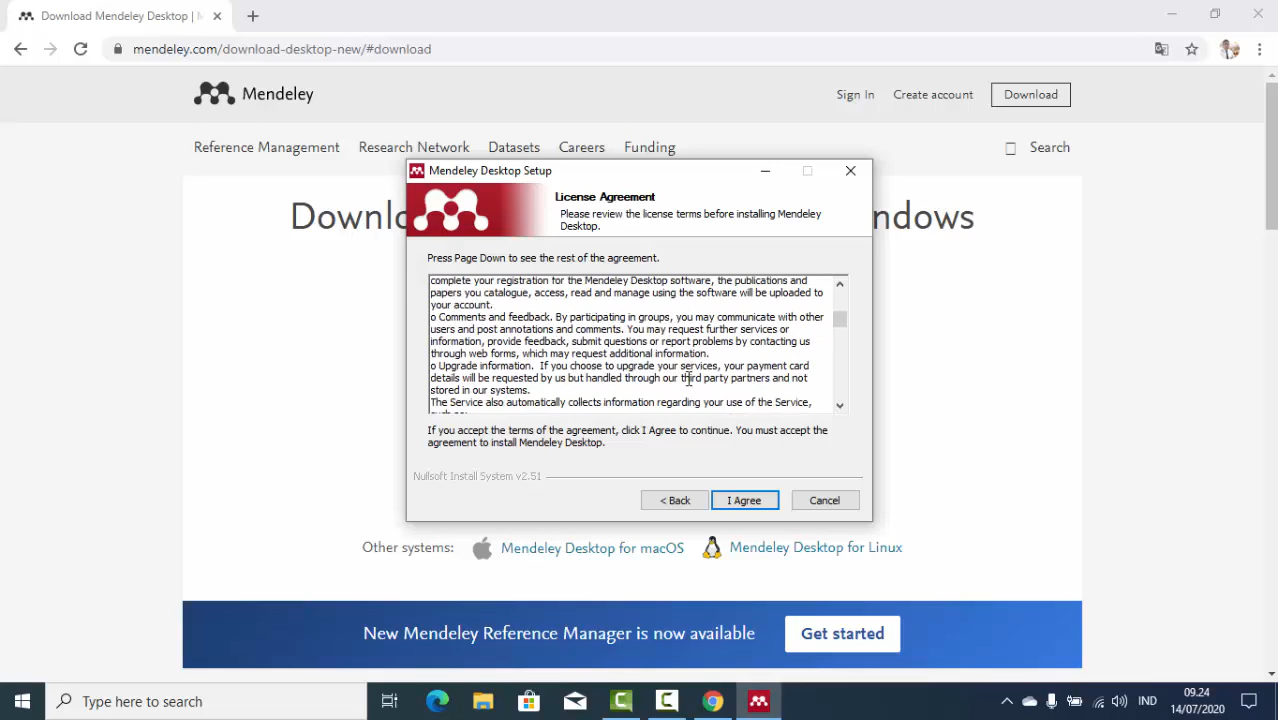 Download Mendeley Desktop | M
mendeley.com/download-desktop-new/#download
Mendeley
Sign In
Create account
Download
Reference Management
Research Network
Datasets
Careers
Funding
Search
Mendeley Desktop Setup
License Agreement
Please review the license terms before installing Mendeley
Desktop.
Press Page Down to see the rest of the agreement.
complete your registration for the Mendeley Desktop software, the publications and
papers you catalogue, access, read and manage using the software will be uploaded to
your account.
o Comments and feedback. By participating in groups, you may communicate with other
users and post annotations and comments. You may request further services or
information, provide feedback, submit questions or report problems by contacting us
through web forms, which may request additional information.
o Upgrade information.  If you choose to upgrade your services, your payment card
details will be requested by us but handled through our third party partners and not
stored in our systems.
The Service also automatically collects information regarding your use of the Service,
If you accept the terms of the agreement, click I Agree to continue. You must accept the
agreement to install Mendeley Desktop.
Nullsoft Install System v2.51
< Back
I Agree
Cancel
Other systems:
Mendeley Desktop for macOS
Mendeley Desktop for Linux
New Mendeley Reference Manager is now available
Get started
Type here to search
IND
09.24
14/07/2020